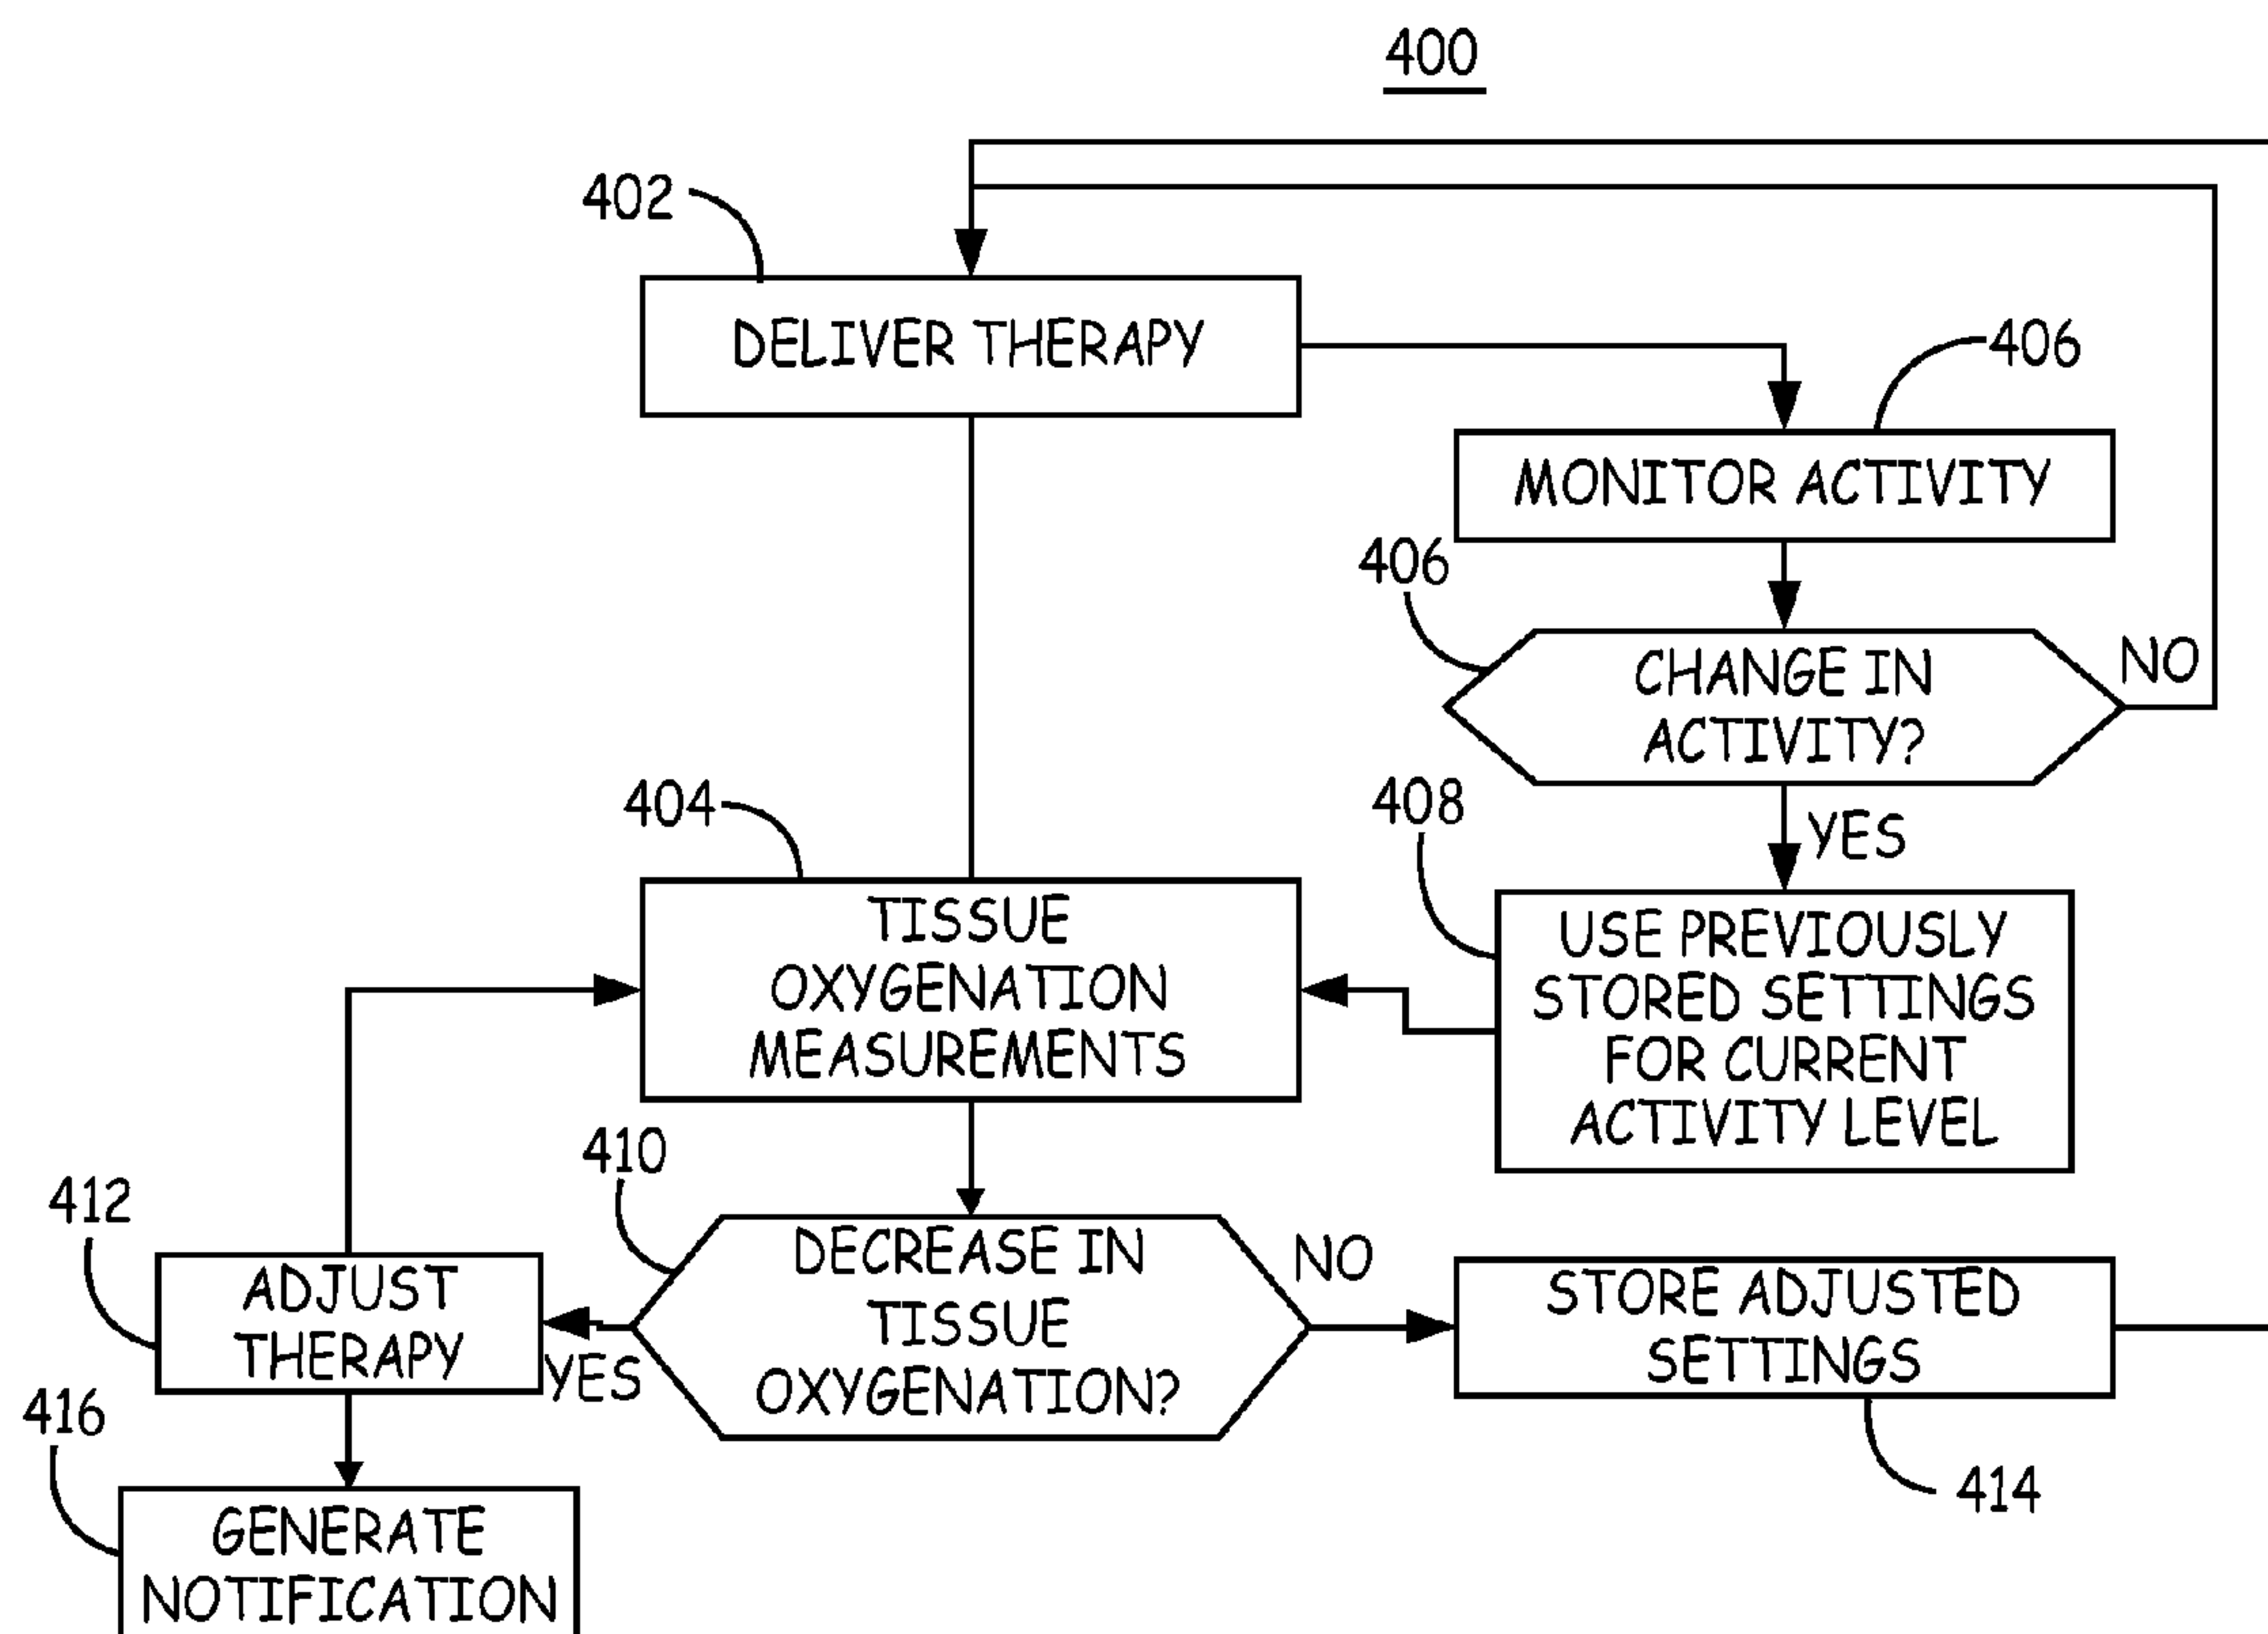 400
402
DELIVER THERAPY
406
MONITOR ACTIVITY
406
CHANGE IN
ACTIVITY?
NO
YES
404
TISSUE
OXYGENATION
MEASUREMENTS
408
USE PREVIOUSLY
STORED SETTINGS
FOR CURRENT
ACTIVITY LEVEL
410
DECREASE IN
TISSUE
OXYGENATION?
YES
NO
412
ADJUST
THERAPY
STORE ADJUSTED
SETTINGS
414
416
GENERATE
NOTIFICATION